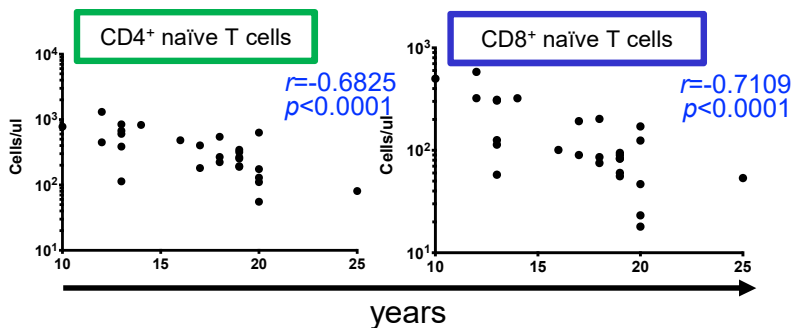 CD4⁺ naïve T cells
r=-0.6825
p<0.0001
Cells/ul
10⁴
10³
10²
10¹
10 15 20 25
CD8⁺ naïve T cells
r=-0.7109
p<0.0001
Cells/ul
10³
10²
10¹
10 15 20 25
years